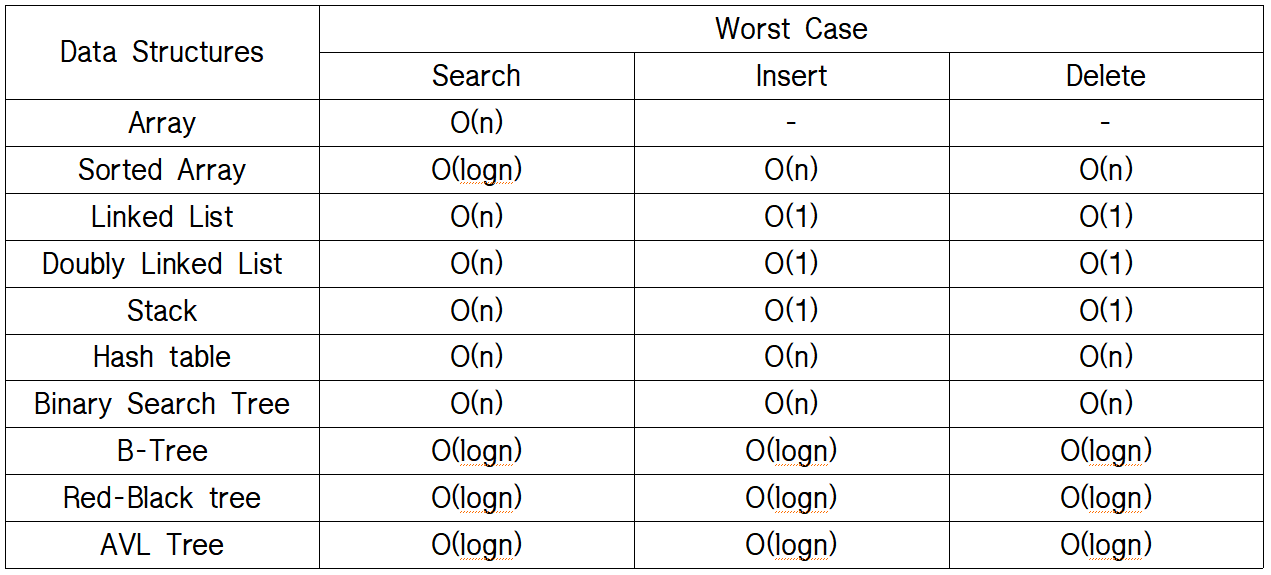 Data Structures Worst Case
Search Insert Delete
Array O(n) - -
Sorted Array O(logn) O(n) O(n)
Linked List O(n) O(1) O(1)
Doubly Linked List O(n) O(1) O(1)
Stack O(n) O(1) O(1)
Hash table O(n) O(n) O(n)
Binary Search Tree O(n) O(n) O(n)
B-Tree O(logn) O(logn) O(logn)
Red-Black tree O(logn) O(logn) O(logn)
AVL Tree O(logn) O(logn) O(logn)